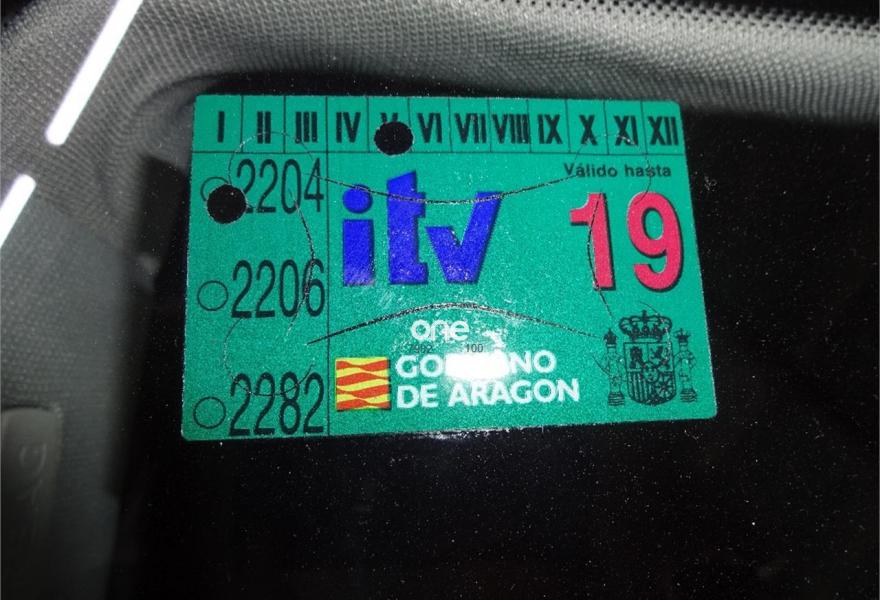 I II III IV V VI VII VIII IX X XI XII
Válido hasta
2204
itv
19
2206
one
100
GOBIERNO
DE ARAGON
2282